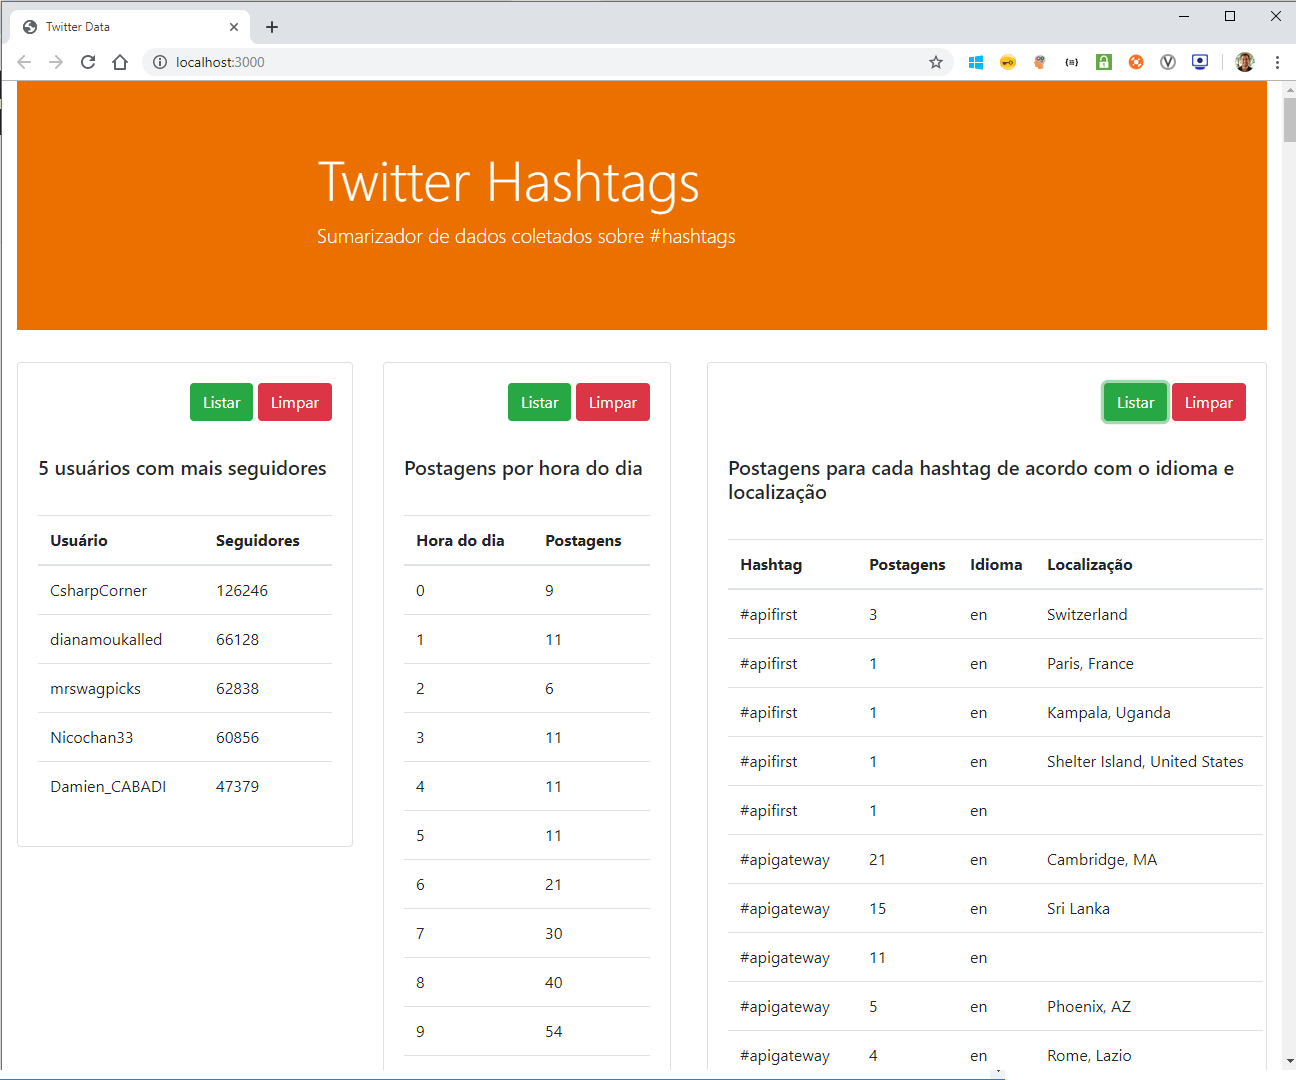 Twitter Data
localhost:3000
Twitter Hashtags
Sumarizador de dados coletados sobre #hashtags
Listar Limpar
5 usuários com mais seguidores
Usuário Seguidores
CsharpCorner 126246
dianamoukalled 66128
mrswagpicks 62838
Nicochan33 60856
Damien_CABADI 47379
Listar Limpar
Postagens por hora do dia
Hora do dia Postagens
0 9
1 11
2 6
3 11
4 11
5 11
6 21
7 30
8 40
9 54
Listar Limpar
Postagens para cada hashtag de acordo com o idioma e
localização
Hashtag Postagens Idioma Localização
#apifirst 3 en Switzerland
#apifirst 1 en Paris, France
#apifirst 1 en Kampala, Uganda
#apifirst 1 en Shelter Island, United States
#apifirst 1 en
#apigateway 21 en Cambridge, MA
#apigateway 15 en Sri Lanka
#apigateway 11 en
#apigateway 5 en Phoenix, AZ
#apigateway 4 en Rome, Lazio